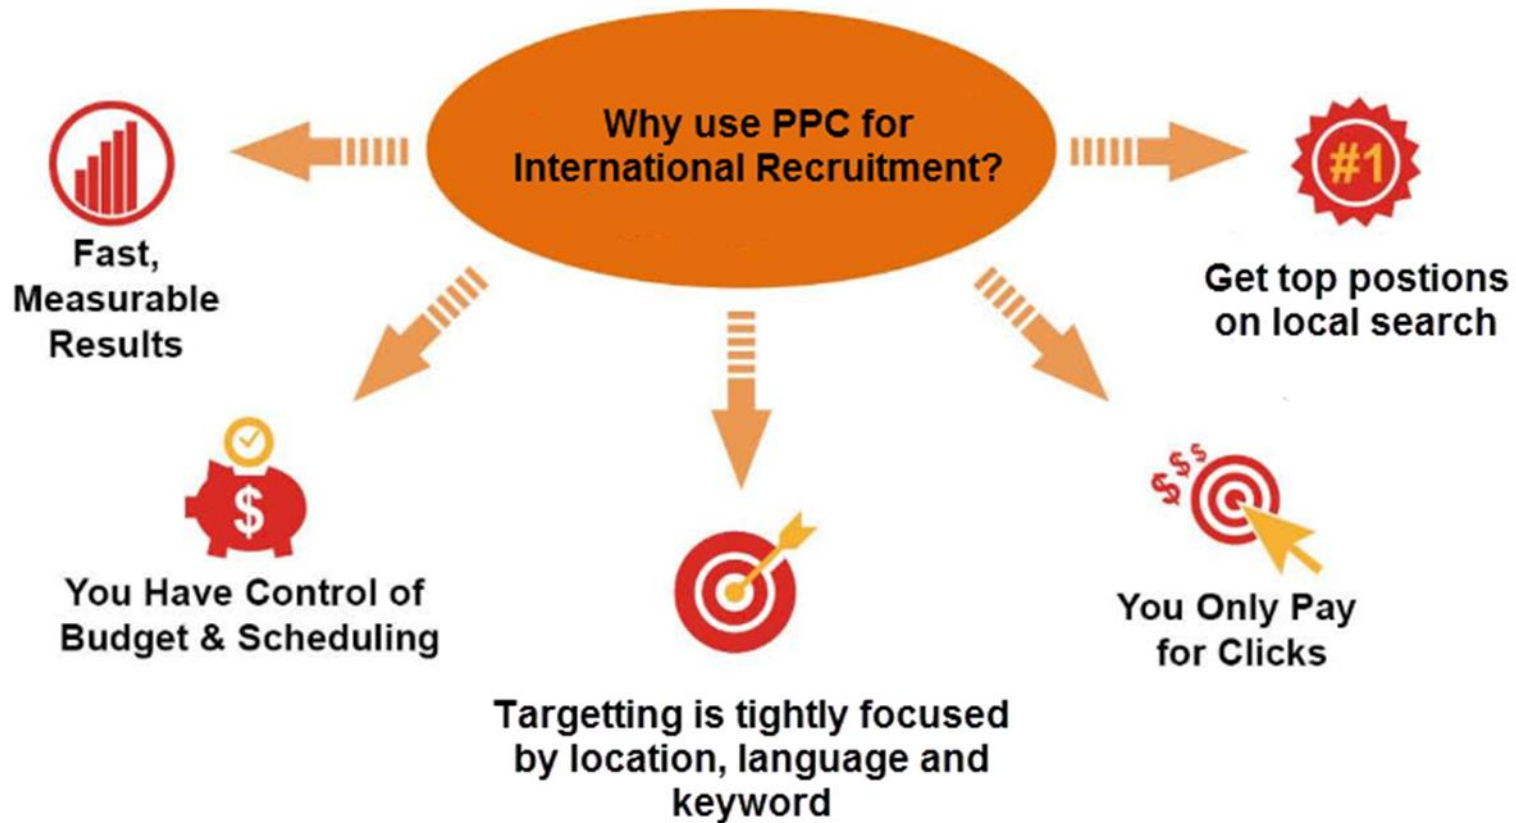 Why use PPC for
International Recruitment?
Fast,
Measurable
Results
#1
Get top postions
on local search
$
You Have Control of
Budget & Scheduling
Targetting is tightly focused
by location, language and
keyword
$$$
You Only Pay
for Clicks